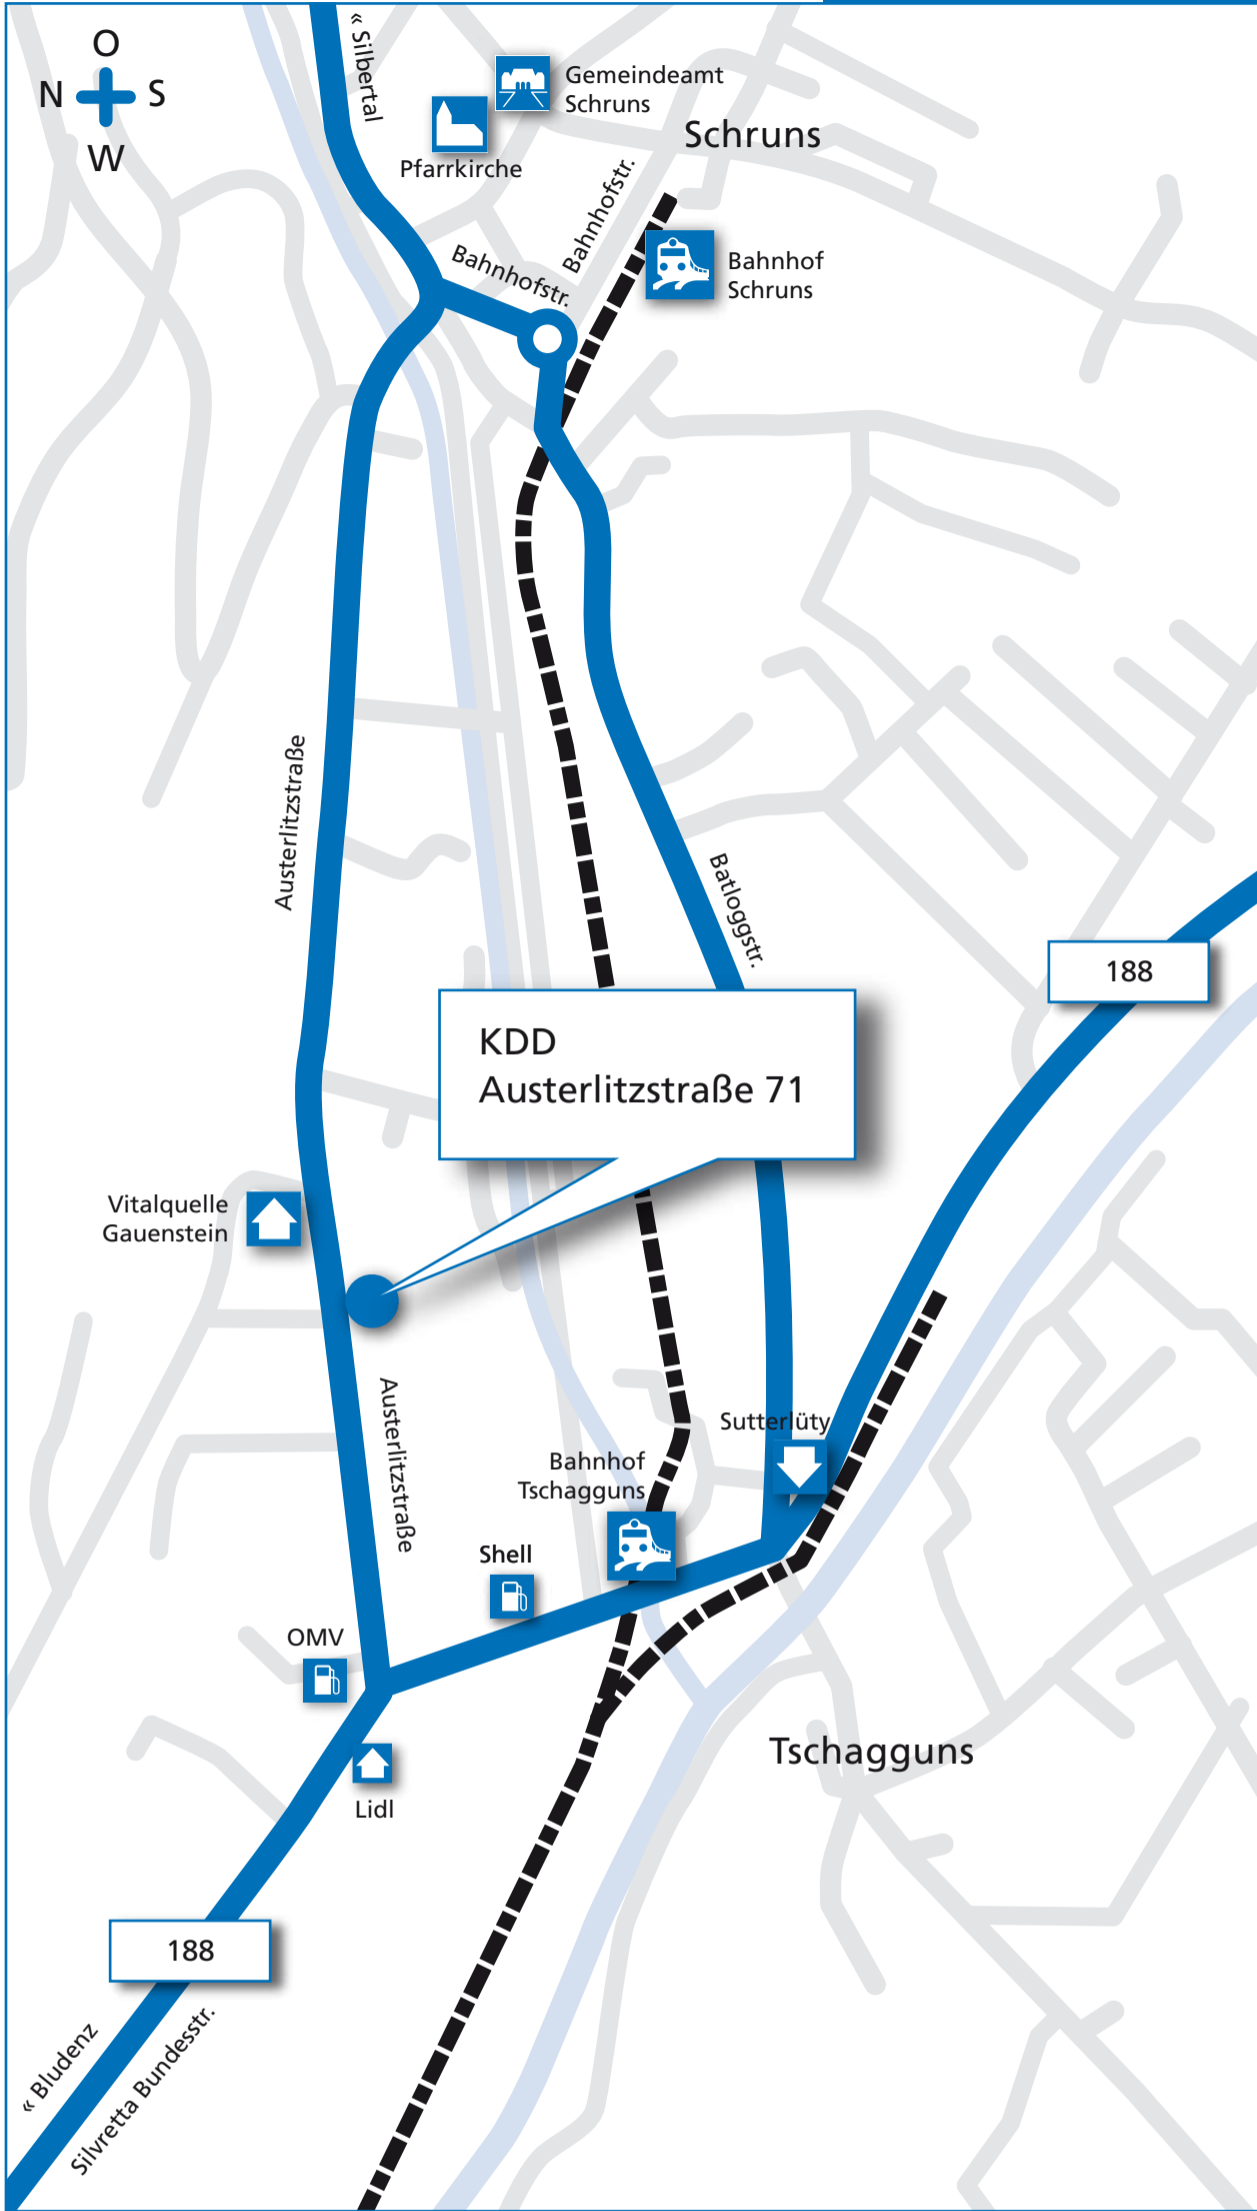 O
N
S
W
« Silbertal
Gemeindeamt
Schruns
Schruns
Pfarrkirche
Bahnhofstr.
Bahnhofstr.
Bahnhof
Schruns
Austerlitzstraße
Batloggstr.
188
KDD
Austerlitzstraße 71
Vitalquelle
Gauenstein
Austerlitzstraße
Sutterlüty
Bahnhof
Tschagguns
Shell
OMV
Tschagguns
Lidl
188
« Bludenz
Silvretta Bundesstr.